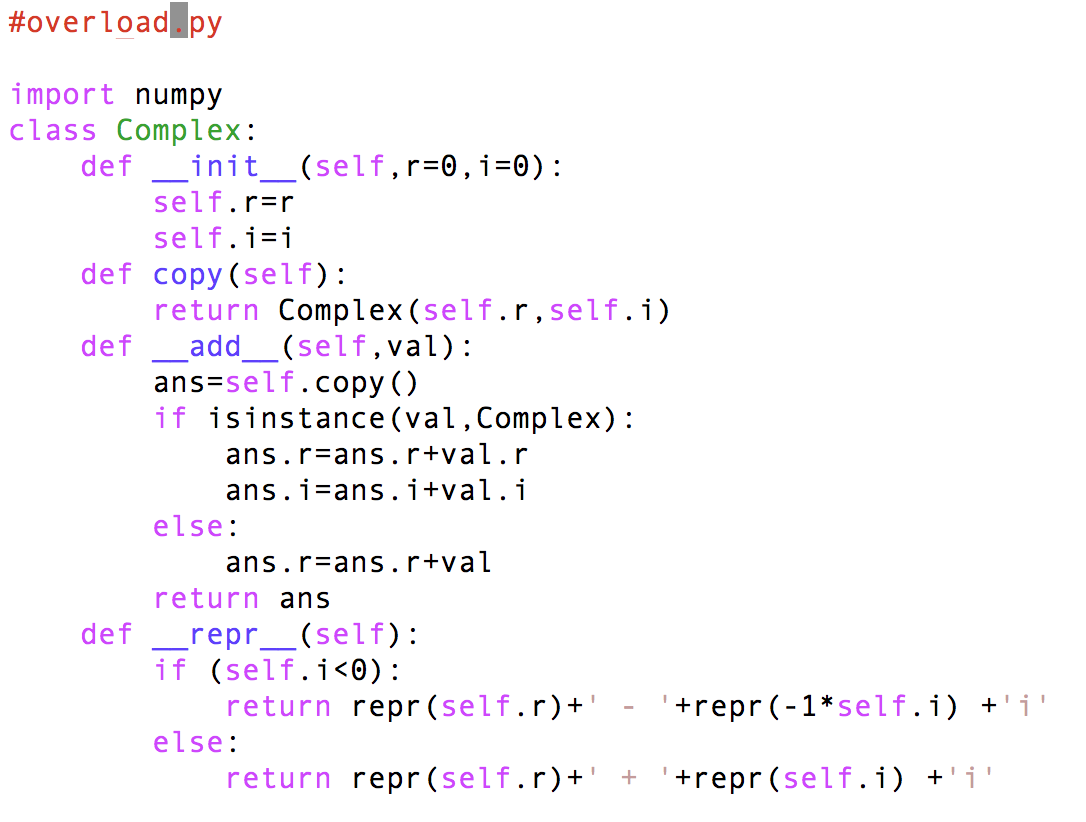 #overload.py

import numpy
class Complex:
    def __init__(self,r=0,i=0):
        self.r=r
        self.i=i
    def copy(self):
        return Complex(self.r,self.i)
    def __add__(self,val):
        ans=self.copy()
        if isinstance(val,Complex):
            ans.r=ans.r+val.r
            ans.i=ans.i+val.i
        else:
            ans.r=ans.r+val
        return ans
    def __repr__(self):
        if (self.i<0):
            return repr(self.r)+' - '+repr(-1*self.i) +'i'
        else:
            return repr(self.r)+' + '+repr(self.i) +'i'